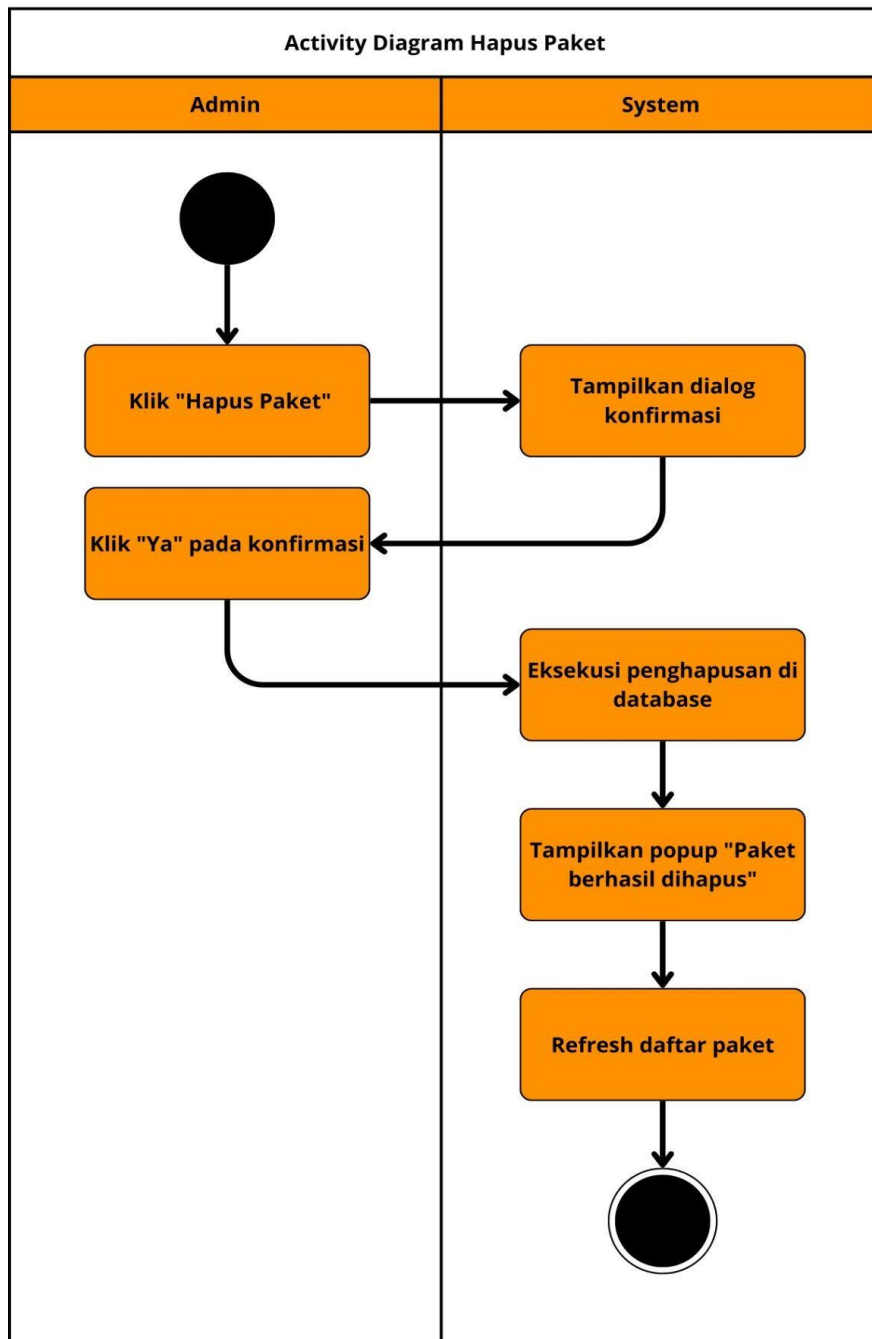 Activity Diagram Hapus Paket
Admin
System
Klik "Hapus Paket"
Tampilkan dialog
konfirmasi
Klik "Ya" pada konfirmasi
Eksekusi penghapusan di
database
Tampilkan popup "Paket
berhasil dihapus"
Refresh daftar paket